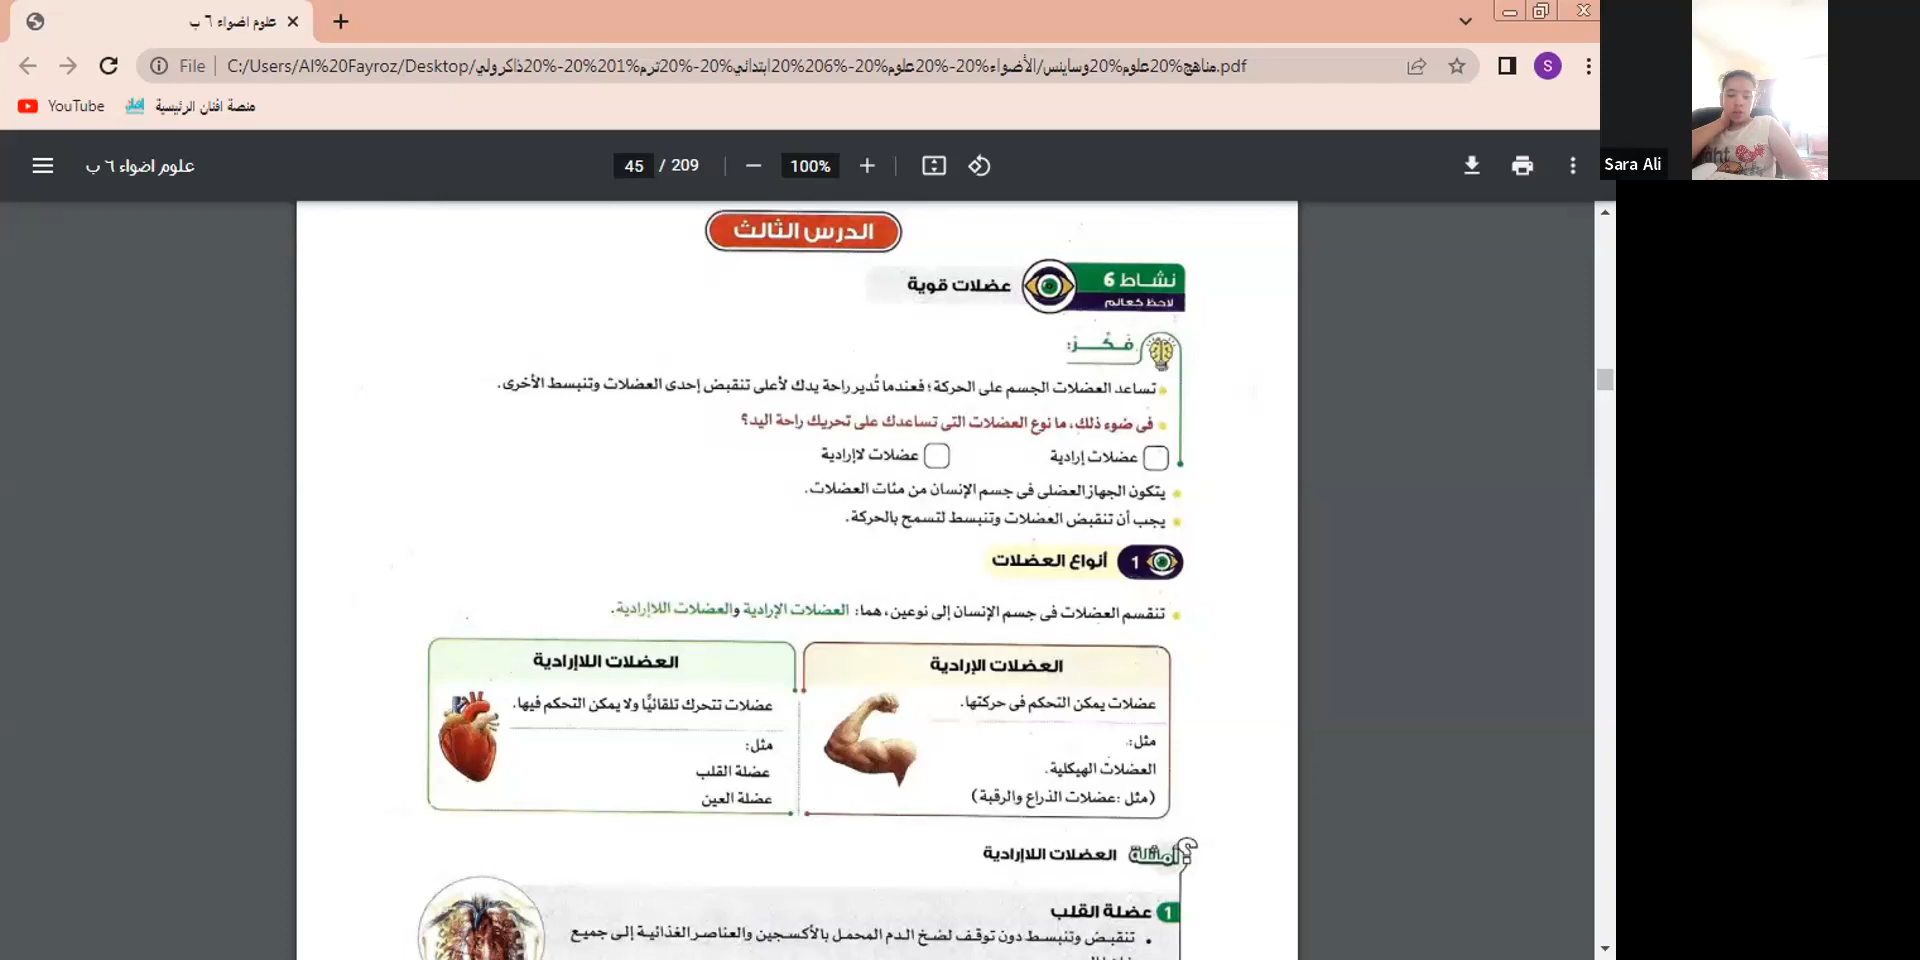 علوم اضواء ٦ ب
File
C:/Users/Al%20Fayroz/Desktop/مناهج%20علوم%20وساينس/الأضواء%20-%20علوم%206%20ابتدائي%20-%20ترم%201%20-%20ذاكرولي.pdf
S
YouTube
منصة افنان الرئيسية
علوم اضواء ٦ ب
45 / 209
100%
Sara Ali
الدرس الثالث
نشاط 6
لاحظ كعالم
عضلات قوية
فكر:
تساعد العضلات الجسم على الحركة؛ فعندما تُدير راحة يدك لأعلى تنقبض إحدى العضلات وتنبسط الأخرى.
فى ضوء ذلك، ما نوع العضلات التى تساعدك على تحريك راحة اليد؟
عضلات إرادية
عضلات لاإرادية
يتكون الجهاز العضلى فى جسم الإنسان من مئات العضلات.
يجب أن تنقبض العضلات وتنبسط لتسمح بالحركة.
1 أنواع العضلات
تنقسم العضلات فى جسم الإنسان إلى نوعين، هما: العضلات الإرادية والعضلات اللاإرادية.
العضلات الإرادية
عضلات يمكن التحكم فى حركتها.
مثل:
العضلات الهيكلية.
(مثل :عضلات الذراع والرقبة)
العضلات اللاإرادية
عضلات تتحرك تلقائيًّا ولا يمكن التحكم فيها.
مثل:
عضلة القلب
عضلة العين
أمثلة العضلات اللاإرادية
1 عضلة القلب
تنقبض وتنبسط دون توقف لضخ الدم المحمل بالأكسجين والعناصر الغذائية إلى جميع